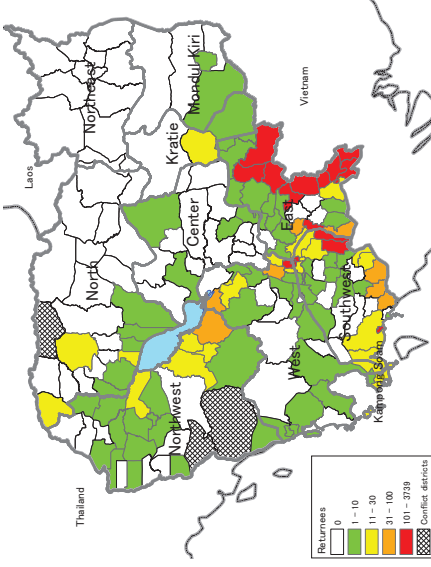 Laos
Northeast
Mondul Kiri
Kratie
Vietnam
North
Center
East
Thailand
Northwest
West
Southwest
Kampong Soam
Returnees
0
1 – 10
11 – 30
31 – 100
101 – 3739
Conflict districts